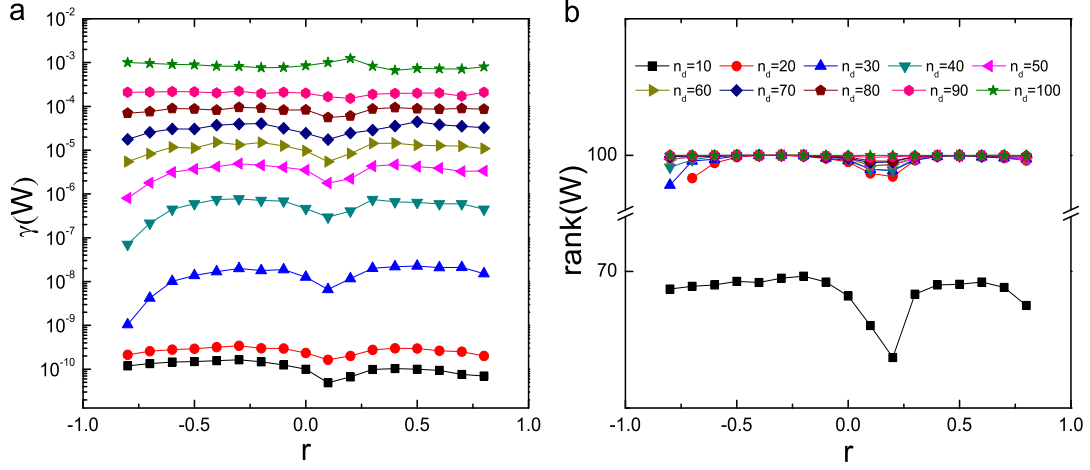 a
10^-2
10^-3
10^-4
10^-5
10^-6
10^-7
10^-8
10^-9
10^-10
γ(W)
-1.0 -0.5 0.0 0.5 1.0
r
b
n_d=10 n_d=20 n_d=30 n_d=40 n_d=50
n_d=60 n_d=70 n_d=80 n_d=90 n_d=100
100
70
rank(W)
-1.0 -0.5 0.0 0.5 1.0
r